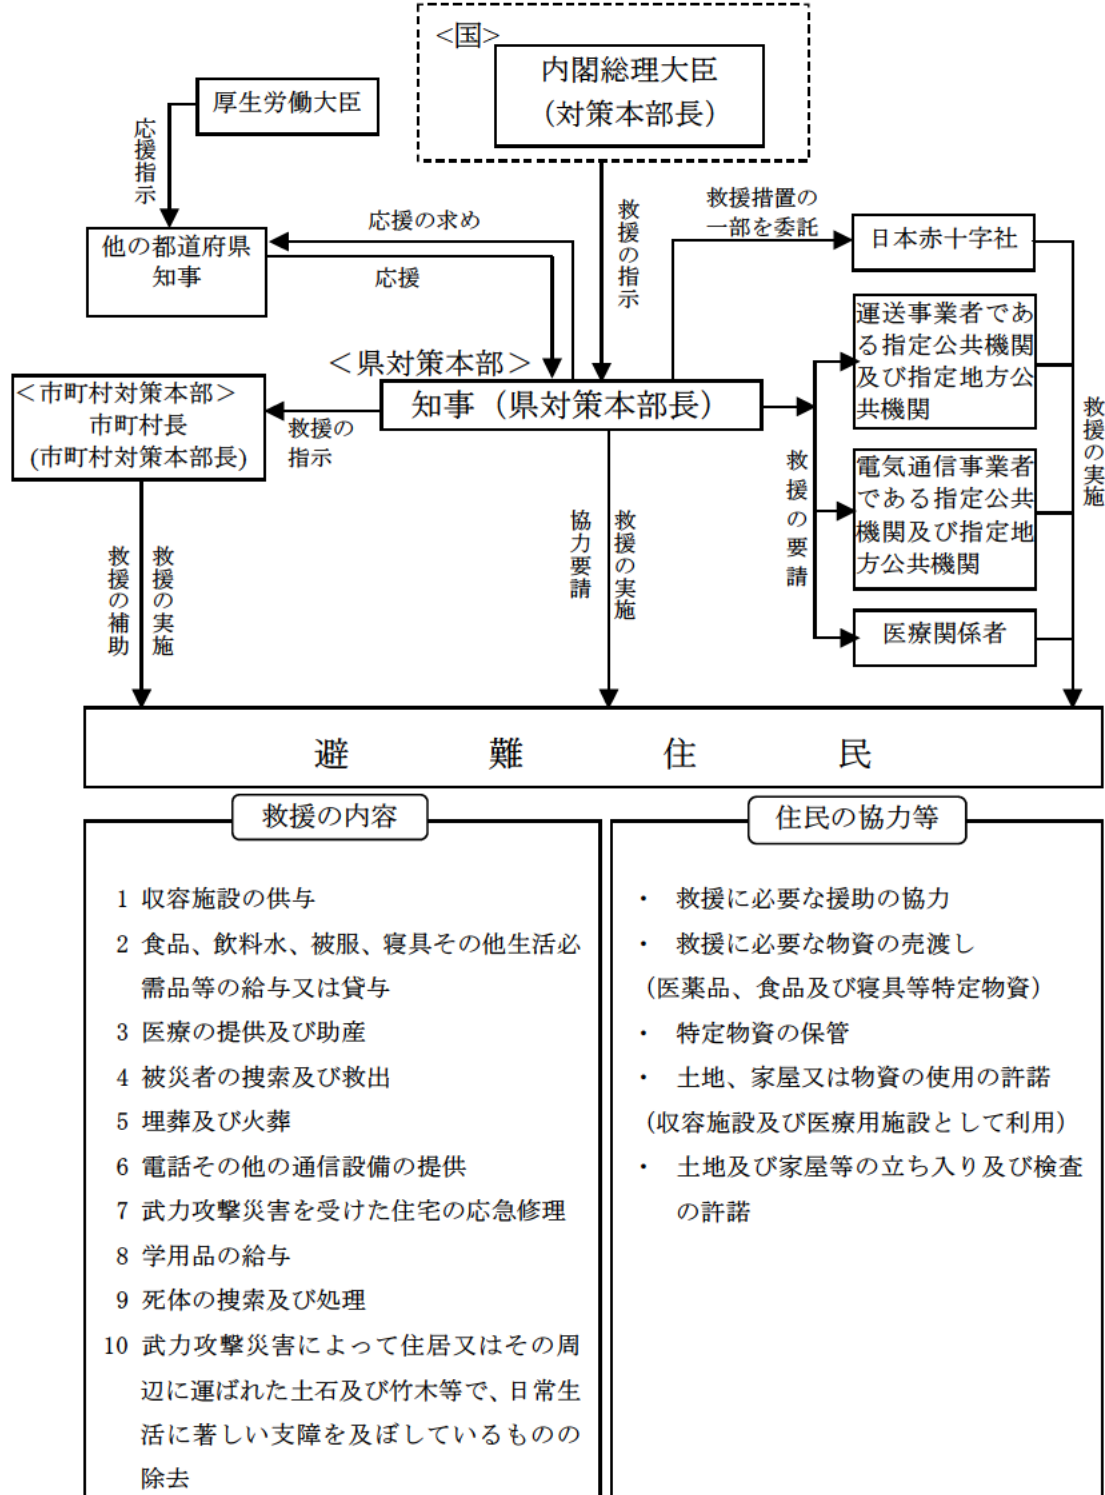 <国>
内閣総理大臣
（対策本部長）
厚生労働大臣
応援指示
救援の指示
救援措置の
一部を委託
他の都道府県
知事
応援の求め
応援
日本赤十字社
運送事業者であ
る指定公共機関
及び指定地方公
共機関
＜県対策本部＞
知事（県対策本部長）
＜市町村対策本部＞
市町村長
(市町村対策本部長)
救援の
指示
救援の要請
救援の実施
電気通信事業者
である指定公共
機関及び指定地
方公共機関
協力要請
救援の実施
救援の補助
救援の実施
医療関係者
避難住民
救援の内容
1 収容施設の供与
2 食品、飲料水、被服、寝具その他生活必
需品等の給与又は貸与
3 医療の提供及び助産
4 被災者の捜索及び救出
5 埋葬及び火葬
6 電話その他の通信設備の提供
7 武力攻撃災害を受けた住宅の応急修理
8 学用品の給与
9 死体の捜索及び処理
10 武力攻撃災害によって住居又はその周
辺に運ばれた土石及び竹木等で、日常生
活に著しい支障を及ぼしているものの
除去
住民の協力等
・ 救援に必要な援助の協力
・ 救援に必要な物資の売渡し
（医薬品、食品及び寝具等特定物資）
・ 特定物資の保管
・ 土地、家屋又は物資の使用の許諾
（収容施設及び医療用施設として利用）
・ 土地及び家屋等の立ち入り及び検査
の許諾